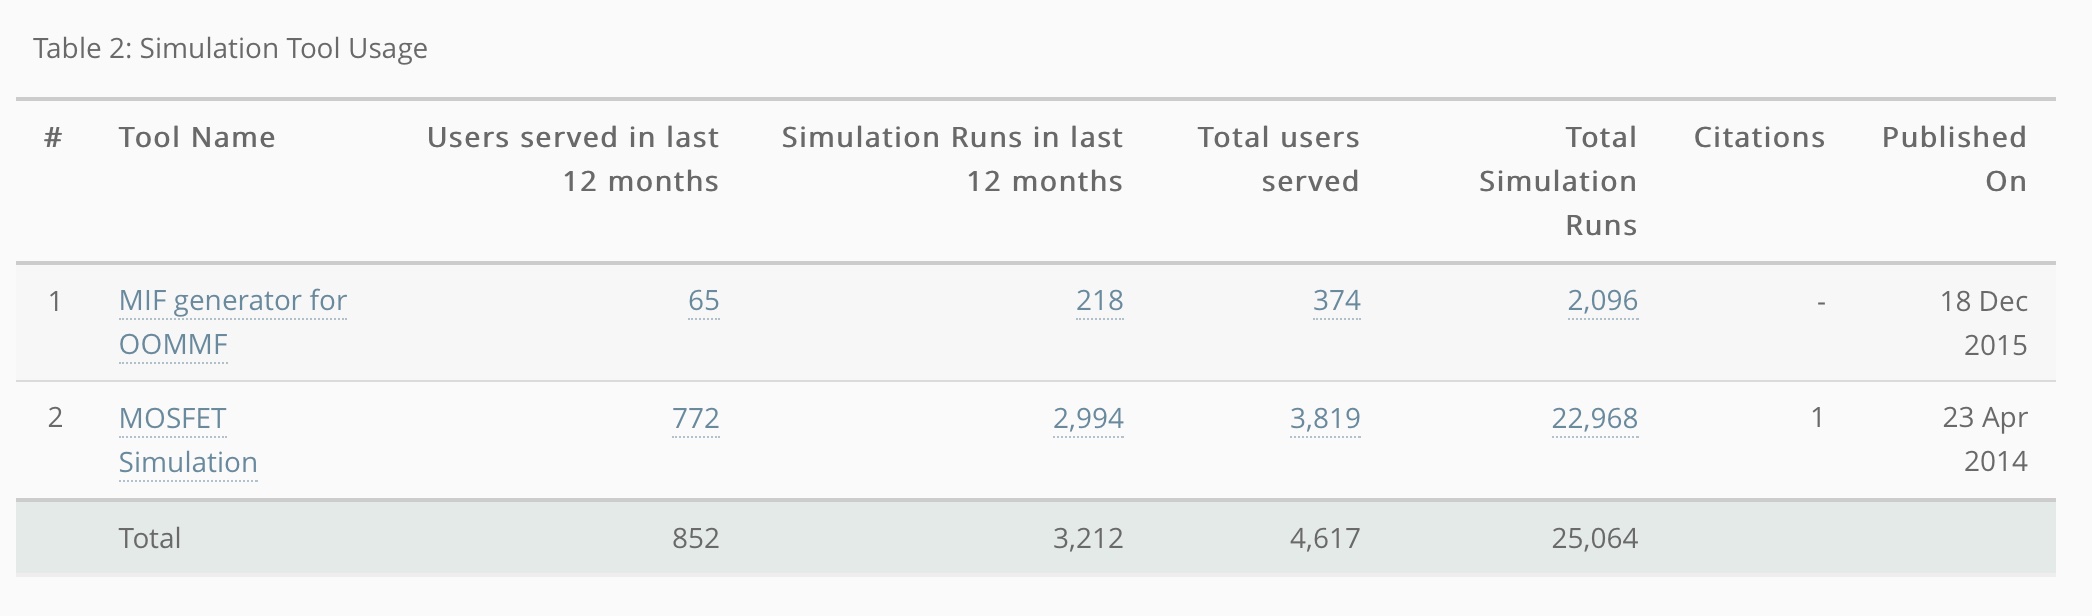 Table 2: Simulation Tool Usage
# Tool Name Users served in last 12 months Simulation Runs in last 12 months Total users served Total Simulation Runs Citations Published On
1 MIF generator for OOMMF 65 218 374 2,096 - 18 Dec 2015
2 MOSFET Simulation 772 2,994 3,819 22,968 1 23 Apr 2014
Total 852 3,212 4,617 25,064